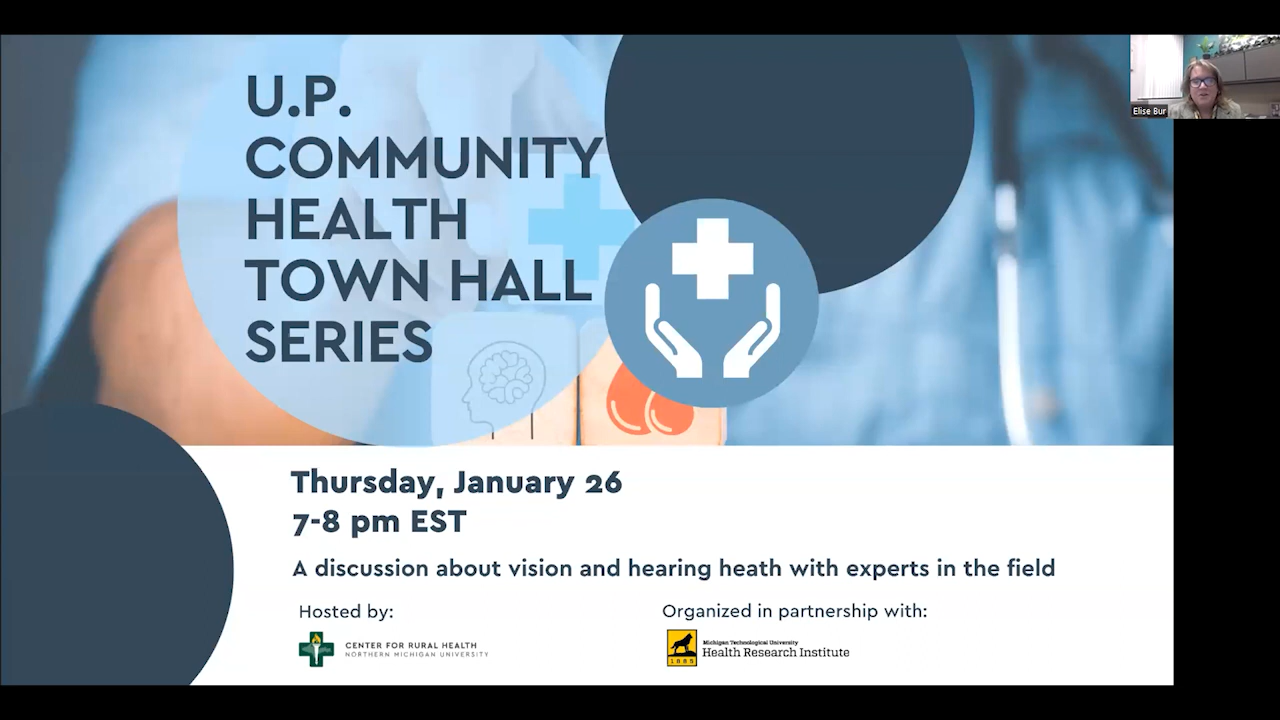 U.P.
COMMUNITY
HEALTH
TOWN HALL
SERIES
Elise Bur
Thursday, January 26
7-8 pm EST
A discussion about vision and hearing heath with experts in the field
Hosted by:
Organized in partnership with:
CENTER FOR RURAL HEALTH
NORTHERN MICHIGAN UNIVERSITY
1885
Michigan Technological University
Health Research Institute